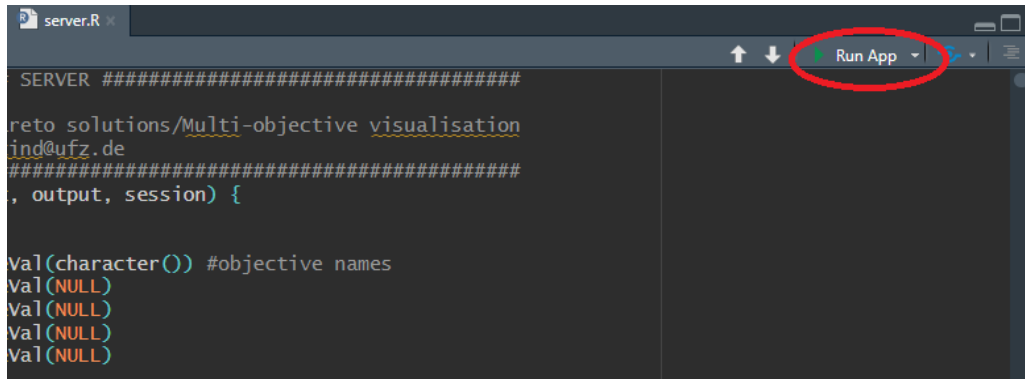 server.R
Run App
SERVER ####################################
reto solutions/Multi-objective visualisation
ind@ufz.de
############################################
, output, session) {
Val(character()) #objective names
Val(NULL)
Val(NULL)
Val(NULL)
Val(NULL)